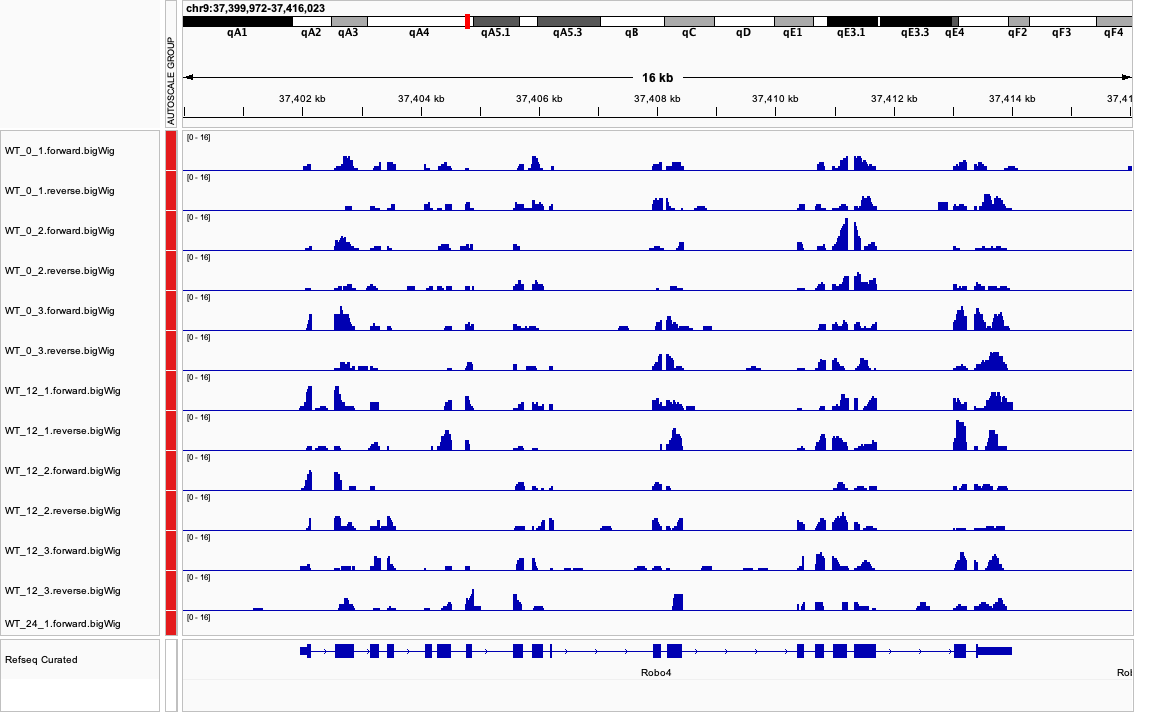 chr9:37,399,972-37,416,023
qA1 qA2 qA3 qA4 qA5.1 qA5.3 qB qC qD qE1 qE3.1 qE3.3 qE4 qF2 qF3 qF4
AUTOSCALE GROUP
16 kb
37,402 kb 37,404 kb 37,406 kb 37,408 kb 37,410 kb 37,412 kb 37,414 kb 37,41
WT_0_1.forward.bigWig [0 - 16]
WT_0_1.reverse.bigWig [0 - 16]
WT_0_2.forward.bigWig [0 - 16]
WT_0_2.reverse.bigWig [0 - 16]
WT_0_3.forward.bigWig [0 - 16]
WT_0_3.reverse.bigWig [0 - 16]
WT_12_1.forward.bigWig [0 - 16]
WT_12_1.reverse.bigWig [0 - 16]
WT_12_2.forward.bigWig [0 - 16]
WT_12_2.reverse.bigWig [0 - 16]
WT_12_3.forward.bigWig [0 - 16]
WT_12_3.reverse.bigWig [0 - 16]
WT_24_1.forward.bigWig [0 - 16]
Refseq Curated
Robo4 Rol